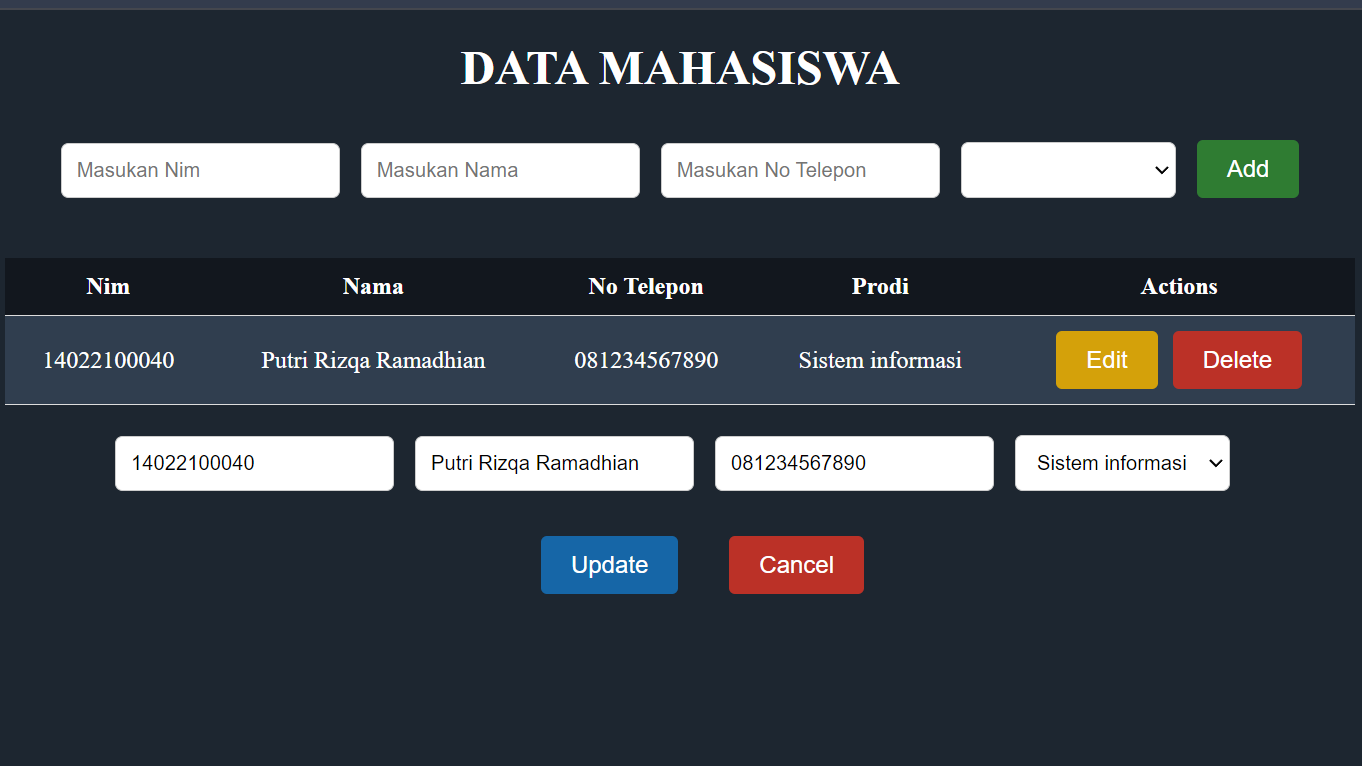 DATA MAHASISWA
Masukan Nim Masukan Nama Masukan No Telepon Add
Nim Nama No Telepon Prodi Actions
14022100040 Putri Rizqa Ramadhian 081234567890 Sistem informasi Edit Delete
14022100040 Putri Rizqa Ramadhian 081234567890 Sistem informasi
Update Cancel